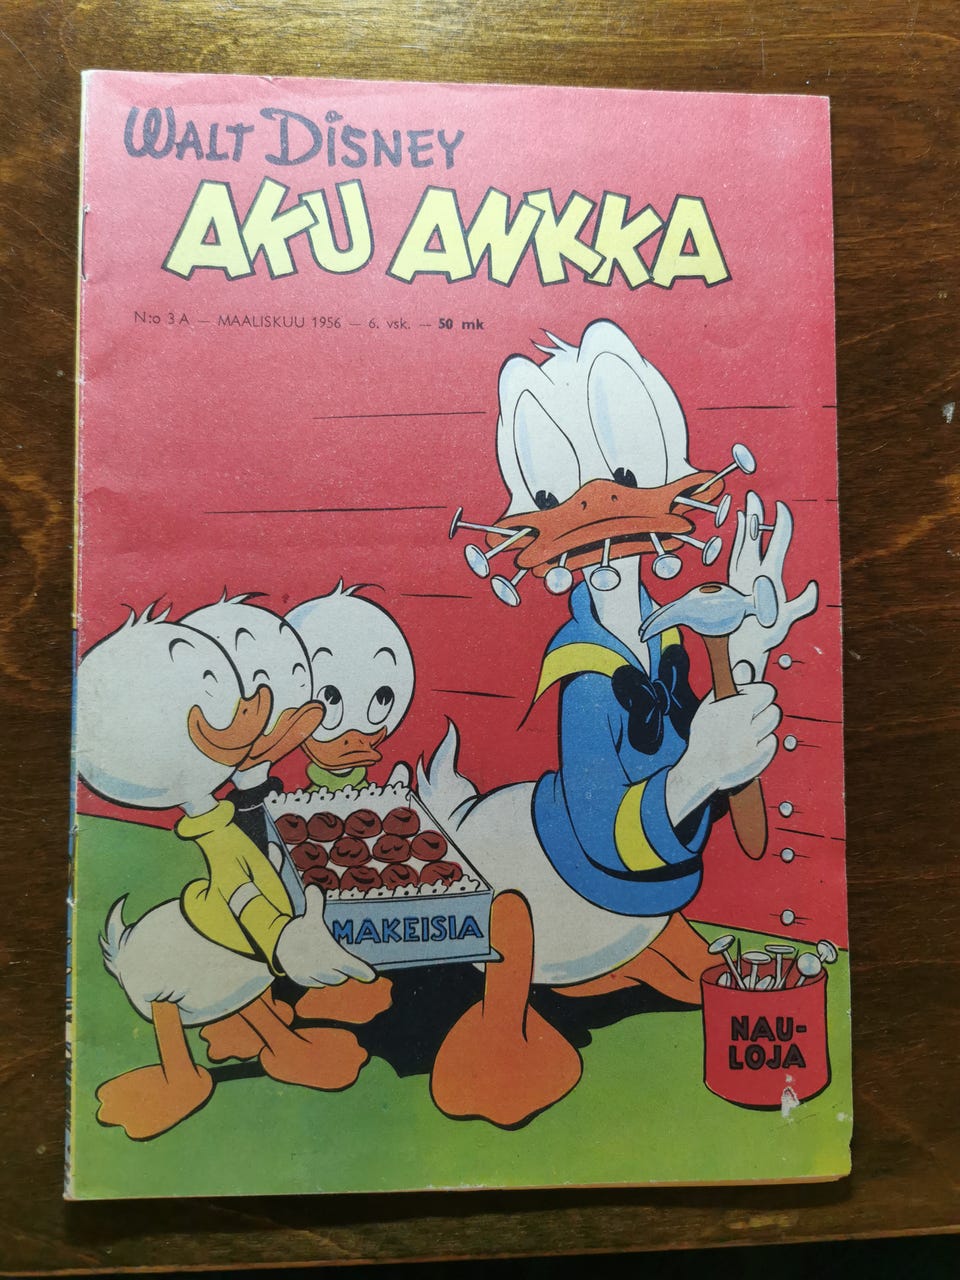 WALT DISNEY
AKU ANKKA
N:o 3 A — MAALISKUU 1956 — 6. vsk. — 50 mk
MAKEISIA
NAU-
LOJA